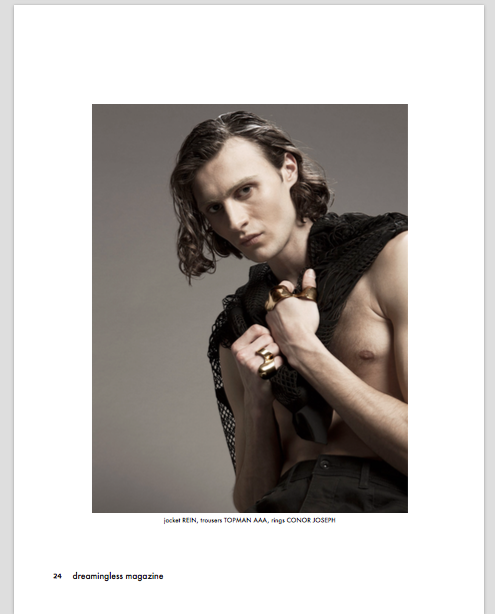 jacket REIN, trousers TOPMAN AAA, rings CONOR JOSEPH
24 dreamingless magazine